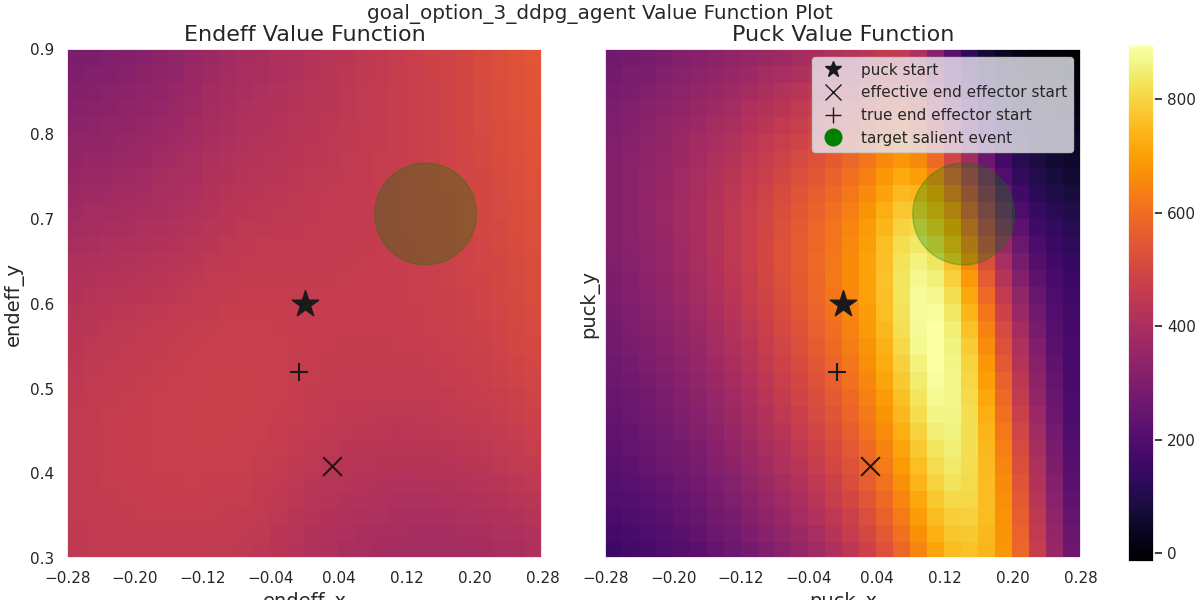 goal_option_3_ddpg_agent Value Function Plot
Endeff Value Function
Puck Value Function
0.9
0.8
0.7
0.6
0.5
0.4
0.3
endeff_y
−0.28 −0.20 −0.12 −0.04 0.04 0.12 0.20 0.28
endeff_x
puck start
effective end effector start
true end effector start
target salient event
puck_y
−0.28 −0.20 −0.12 −0.04 0.04 0.12 0.20 0.28
puck_x
800
600
400
200
0